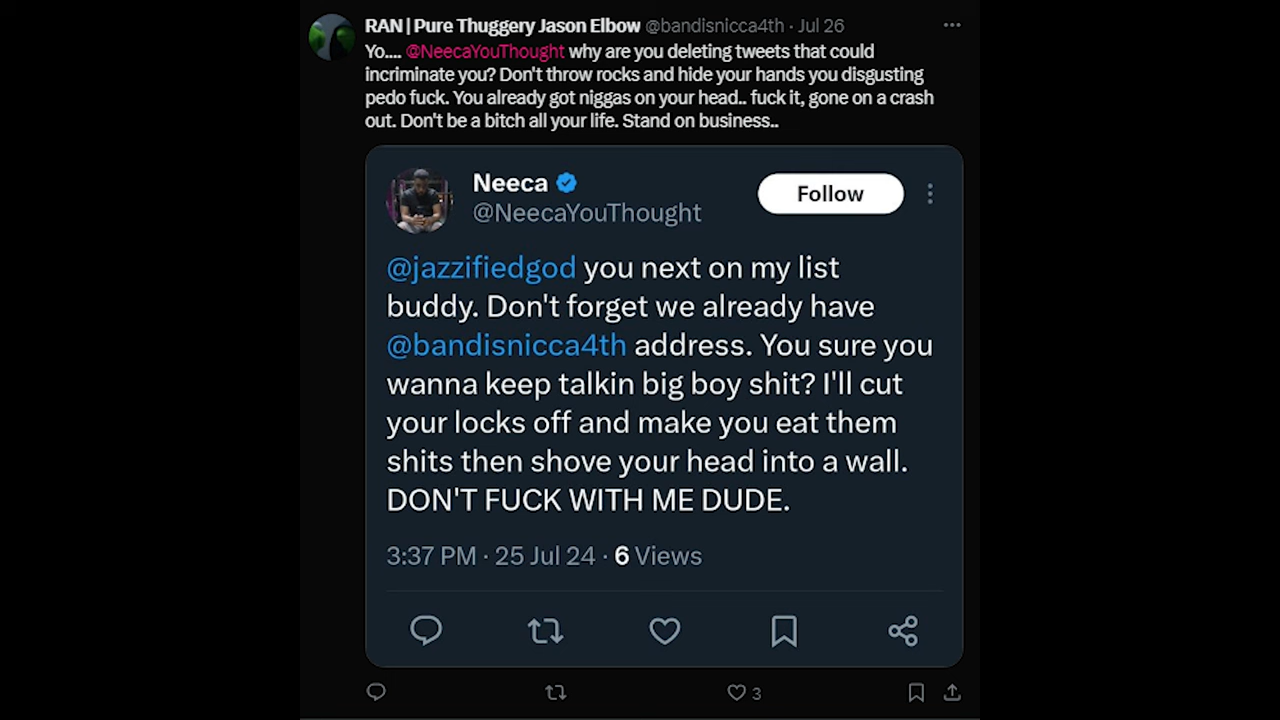 RAN | Pure Thuggery Jason Elbow @bandisnicca4th · Jul 26
Yo.... @NeecaYouThought why are you deleting tweets that could
incriminate you? Don't throw rocks and hide your hands you disgusting
pedo fuck. You already got niggas on your head.. fuck it, gone on a crash
out. Don't be a bitch all your life. Stand on business..
Neeca
Follow
@NeecaYouThought
@jazzifiedgod you next on my list
buddy. Don't forget we already have
@bandisnicca4th address. You sure you
wanna keep talkin big boy shit? I'll cut
your locks off and make you eat them
shits then shove your head into a wall.
DON'T FUCK WITH ME DUDE.
3:37 PM · 25 Jul 24 · 6 Views
3